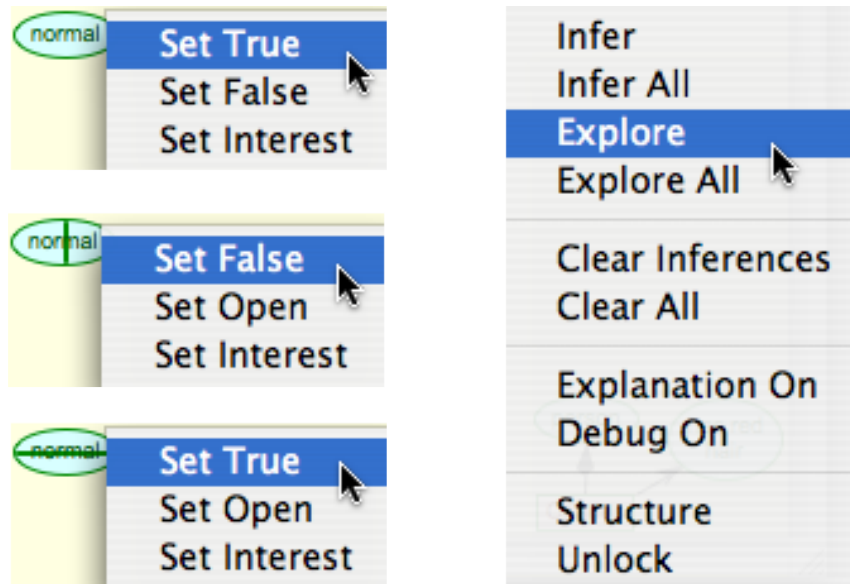 normal
Set True
Set False
Set Interest
normal
Set False
Set Open
Set Interest
normal
Set True
Set Open
Set Interest
Infer
Infer All
Explore
Explore All
Clear Inferences
Clear All
Explanation On
Debug On
Structure
Unlock